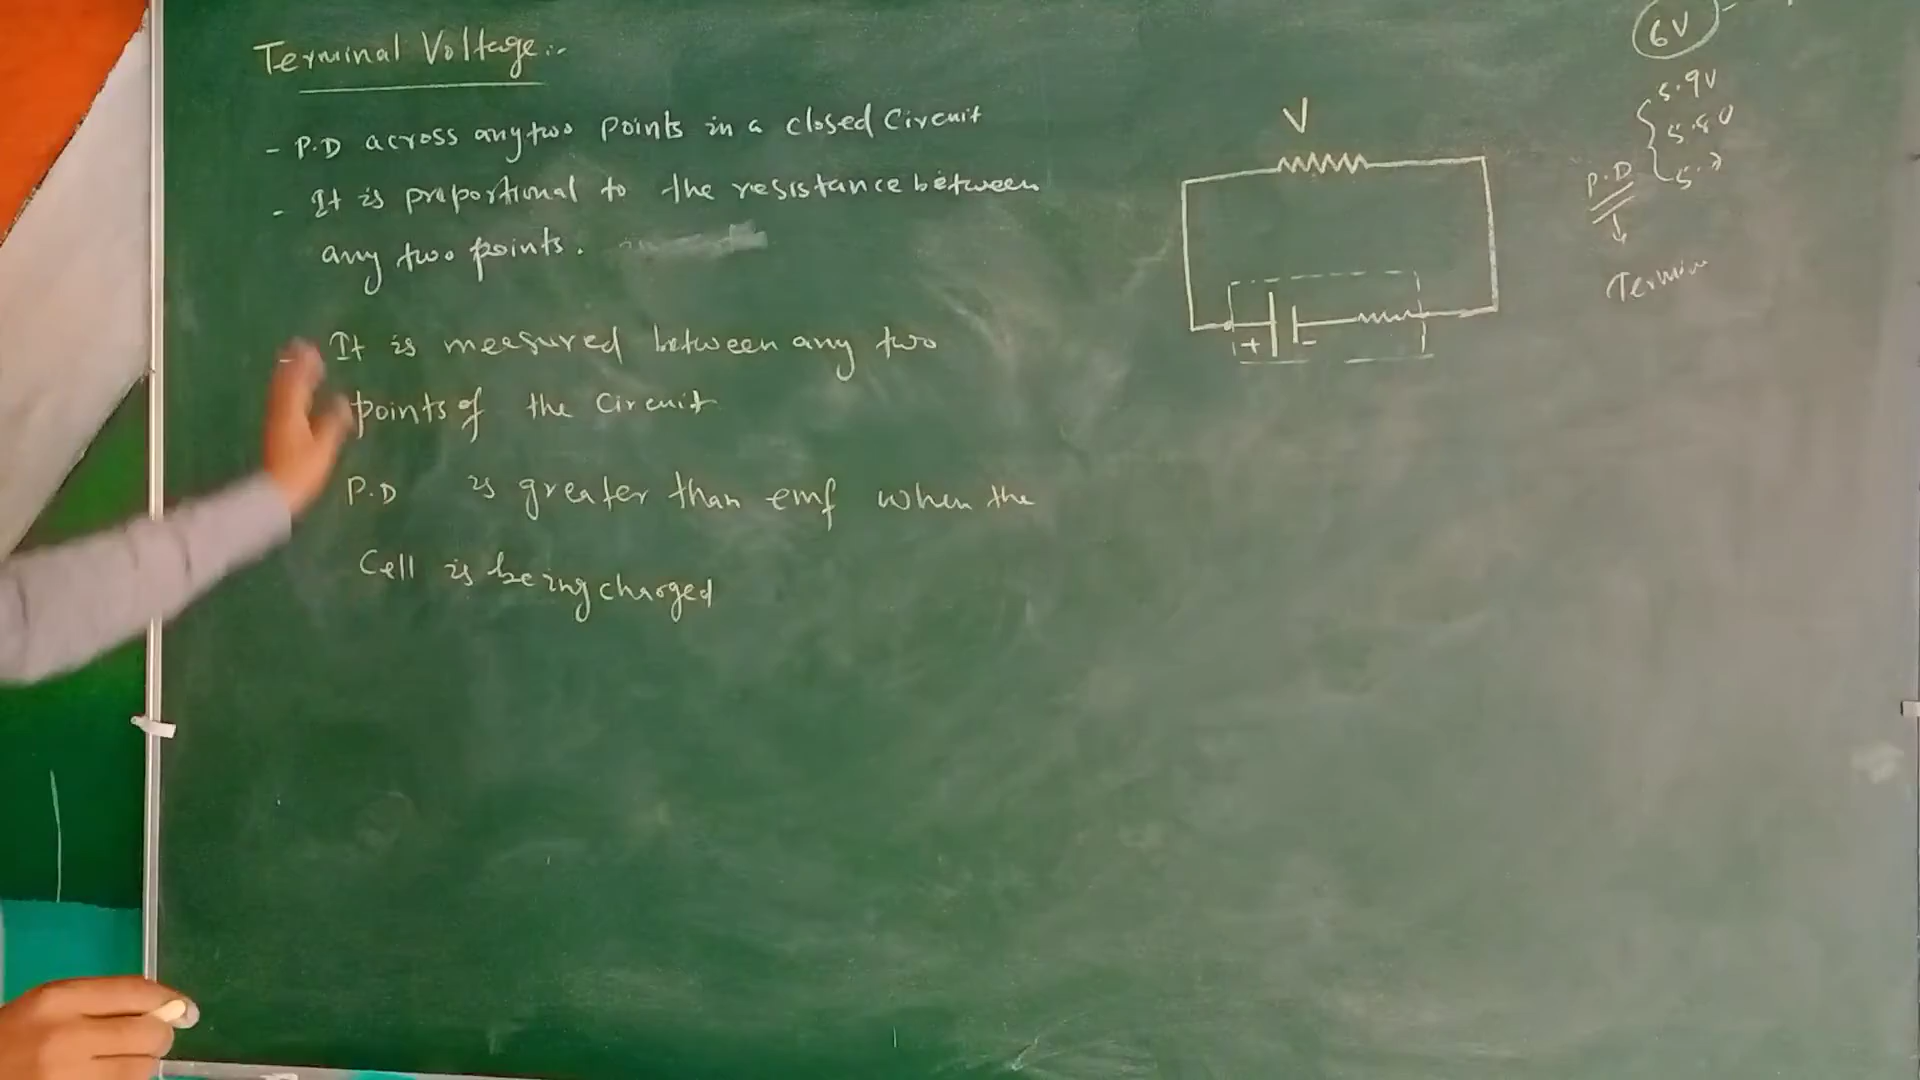 Terminal Voltage:-
- P.D across any two points in a closed Circuit
- It is proportional to the resistance between
any two points.
- It is measured between any two
points of the Circuit
P.D is greater than emf when the
Cell is being charged
V
+ -
6V
5.9V
5.8V
P.D
Termin